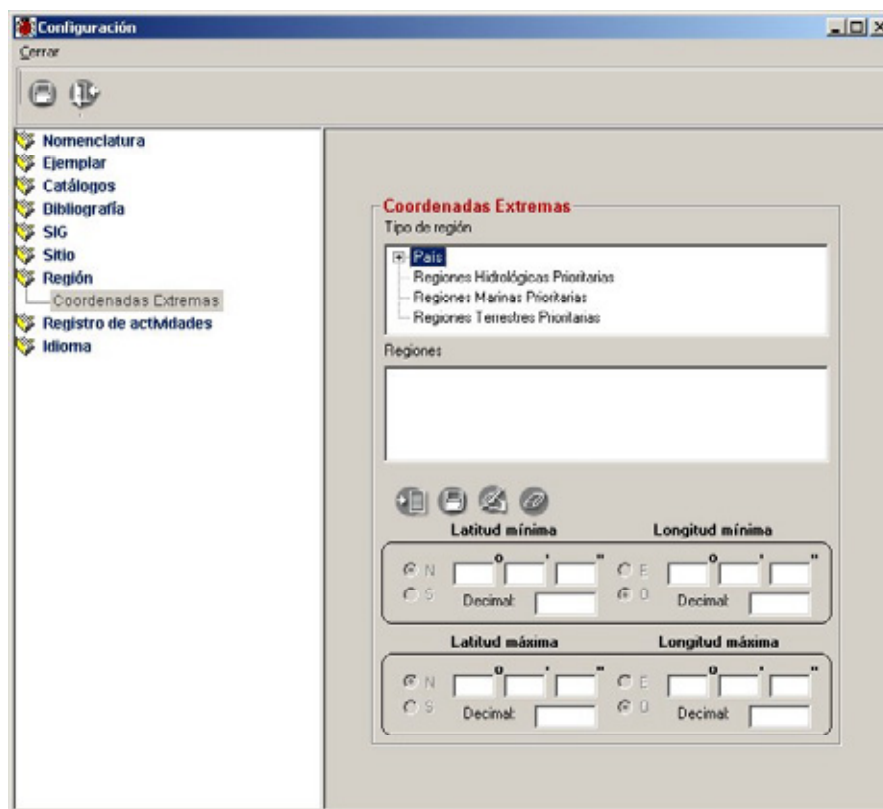 Configuración
Cerrar
Nomenclatura
Ejemplar
Catálogos
Bibliografía
SIG
Sitio
Región
Coordenadas Extremas
Registro de actividades
Idioma
Coordenadas Extremas
Tipo de región
País
Regiones Hidrológicas Prioritarias
Regiones Marinas Prioritarias
Regiones Terrestres Prioritarias
Regiones
Latitud mínima Longitud mínima
N o ' " E o ' "
S Decimal: O Decimal:
Latitud máxima Longitud máxima
N o ' " E o ' "
S Decimal: O Decimal: